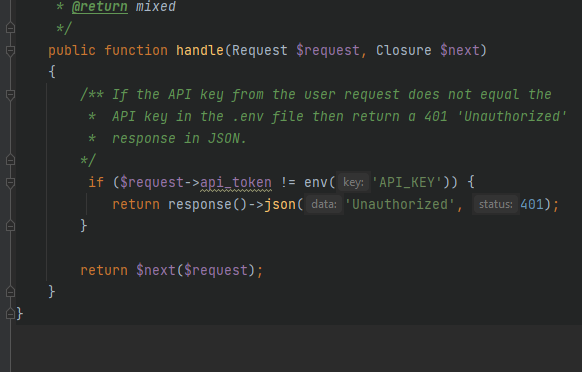 * @return mixed
*/
public function handle(Request $request, Closure $next)
{
/** If the API key from the user request does not equal the
* API key in the .env file then return a 401 'Unauthorized'
* response in JSON.
*/
if ($request->api_token != env( key: 'API_KEY')) {
return response()->json( data: 'Unauthorized', status: 401);
}
return $next($request);
}
}